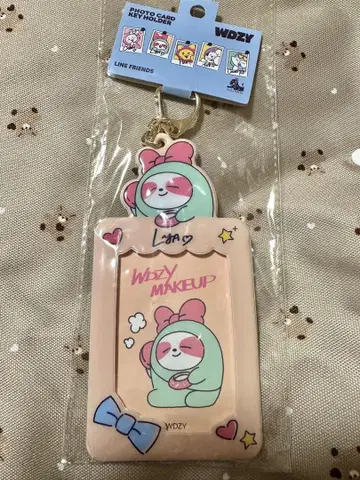 PHOTO CARD
KEY HOLDER
WDZY
LINE FRIENDS
WDZY
MAKEUP
WDZY